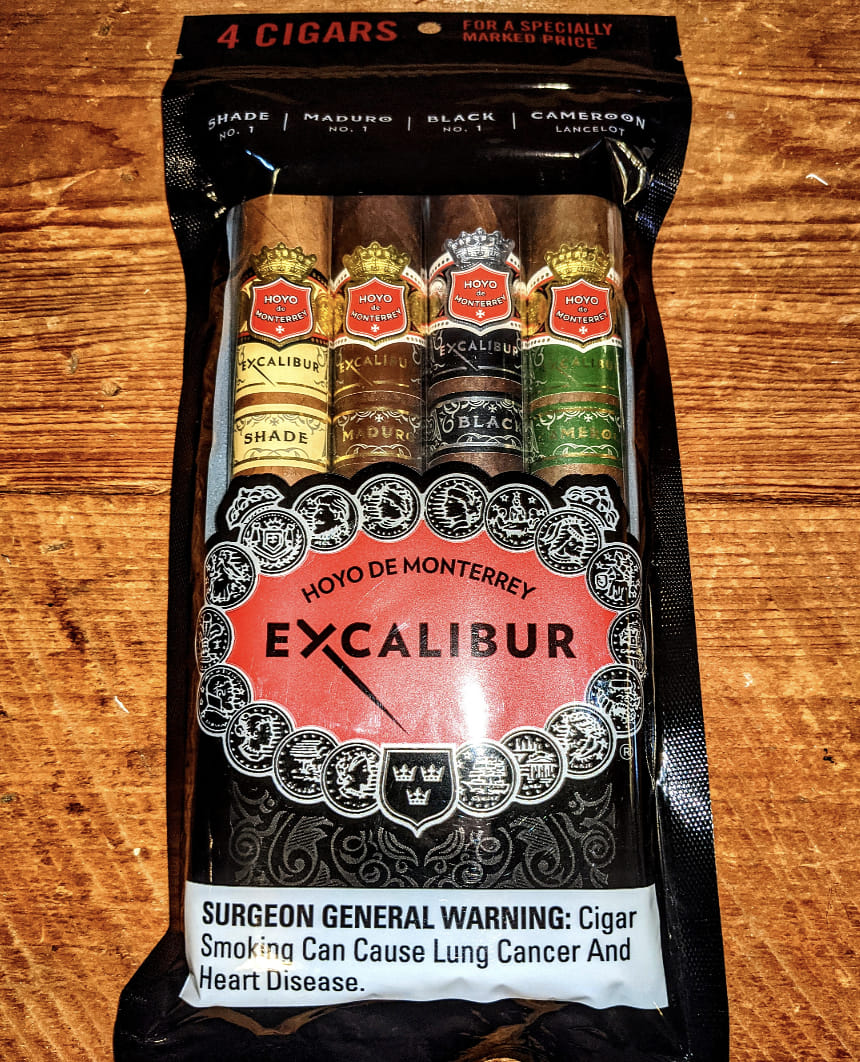 4 CIGARS
FOR A SPECIALLY
MARKED PRICE
SHADE
NO. 1
MADURO
NO. 1
BLACK
NO. 1
CAMEROON
LANCELOT
HOYO
de
MONTERREY
EXCALIBUR
SHADE
HOYO
de
MONTERREY
EXCALIBU
MADURO
HOYO
de
MONTERREY
EXCALIBUR
BLACK
HOYO
de
MONTERREY
EXCALIBUR
HOYO DE MONTERREY
EXCALIBUR
®
SURGEON GENERAL WARNING: Cigar
Smoking Can Cause Lung Cancer And
Heart Disease.